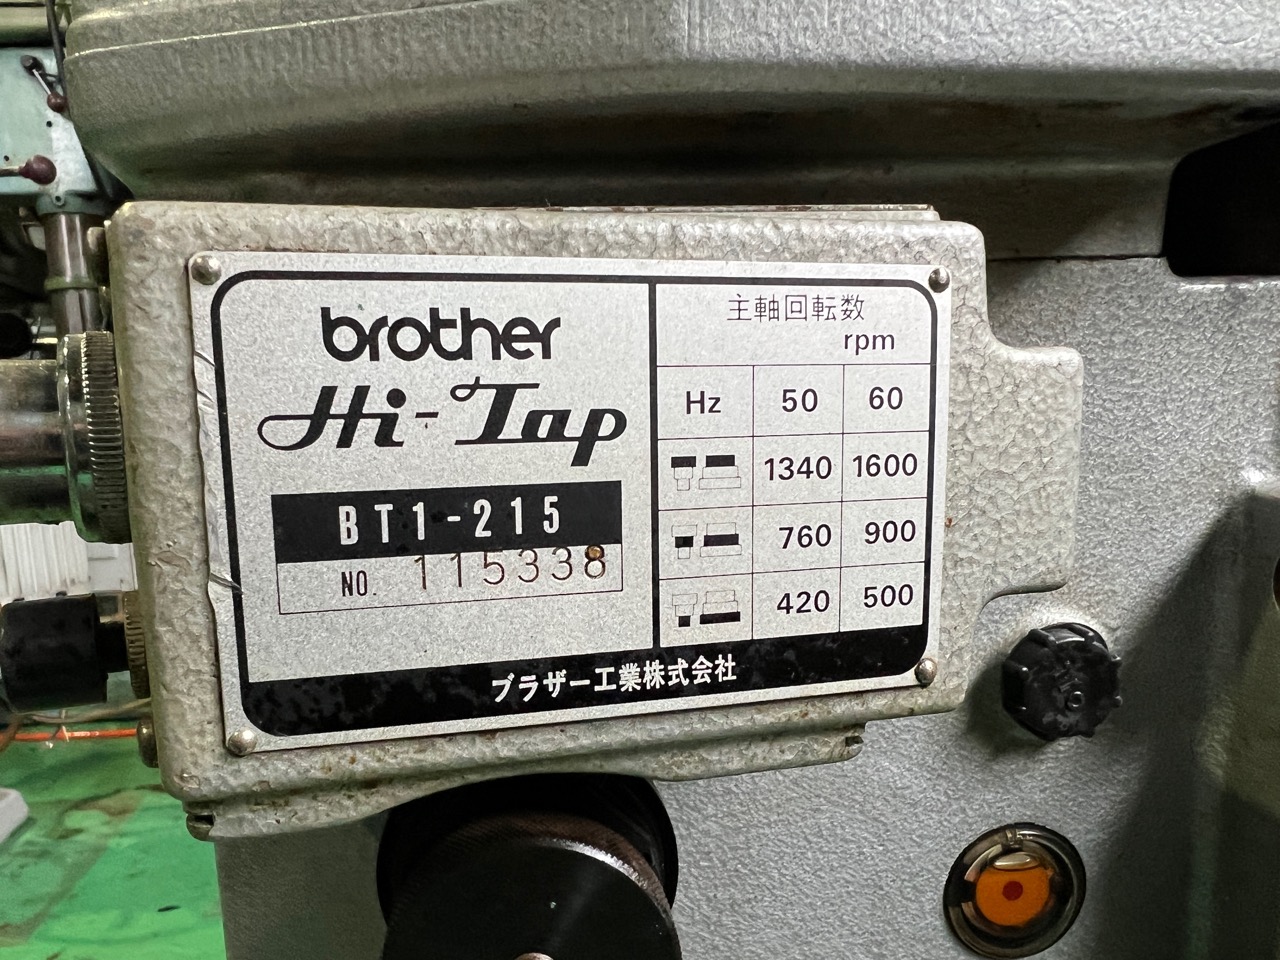 brother
Hi-Tap
BT1-215
NO. 115338
主軸回転数
rpm
Hz 50 60
1340 1600
760 900
420 500
ブラザー工業株式会社